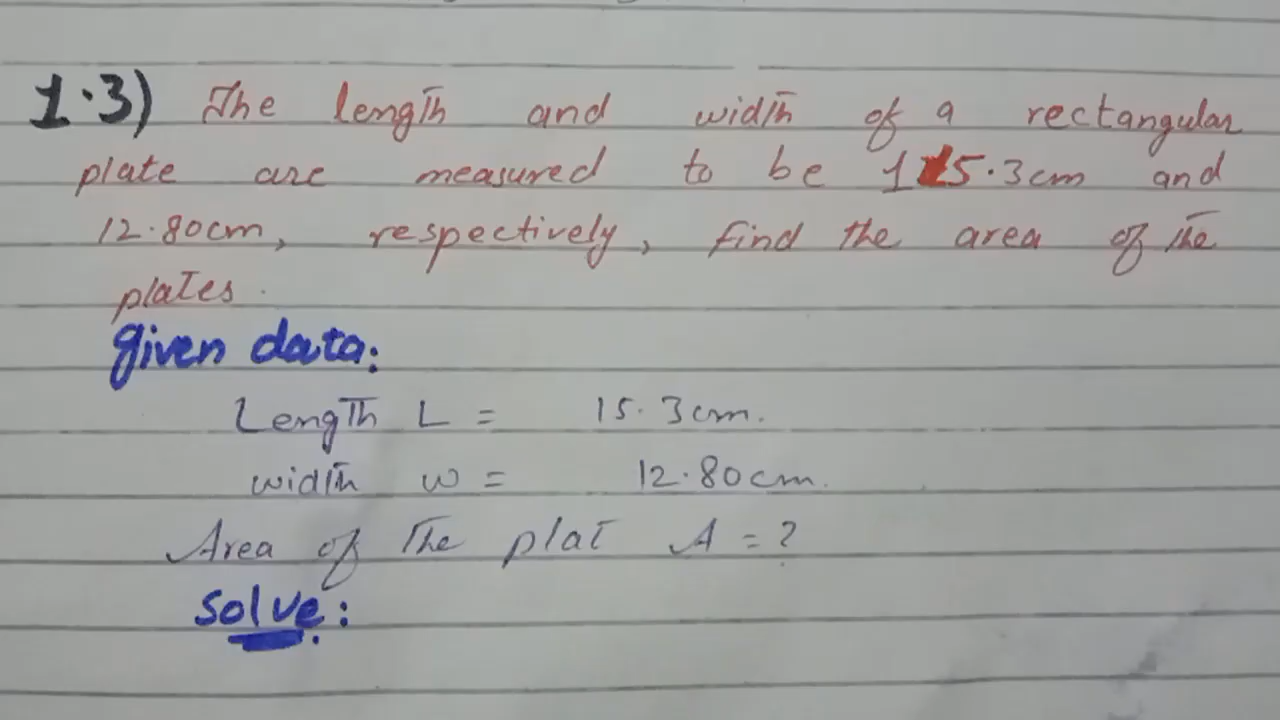 1.3) The length and width of a rectangular
plate are measured to be 15.3cm and
12.80cm, respectively, find the area of the
plates.
given data:
Length L = 15.3cm.
width w = 12.80cm.
Area of The plat A = ?
Solve: